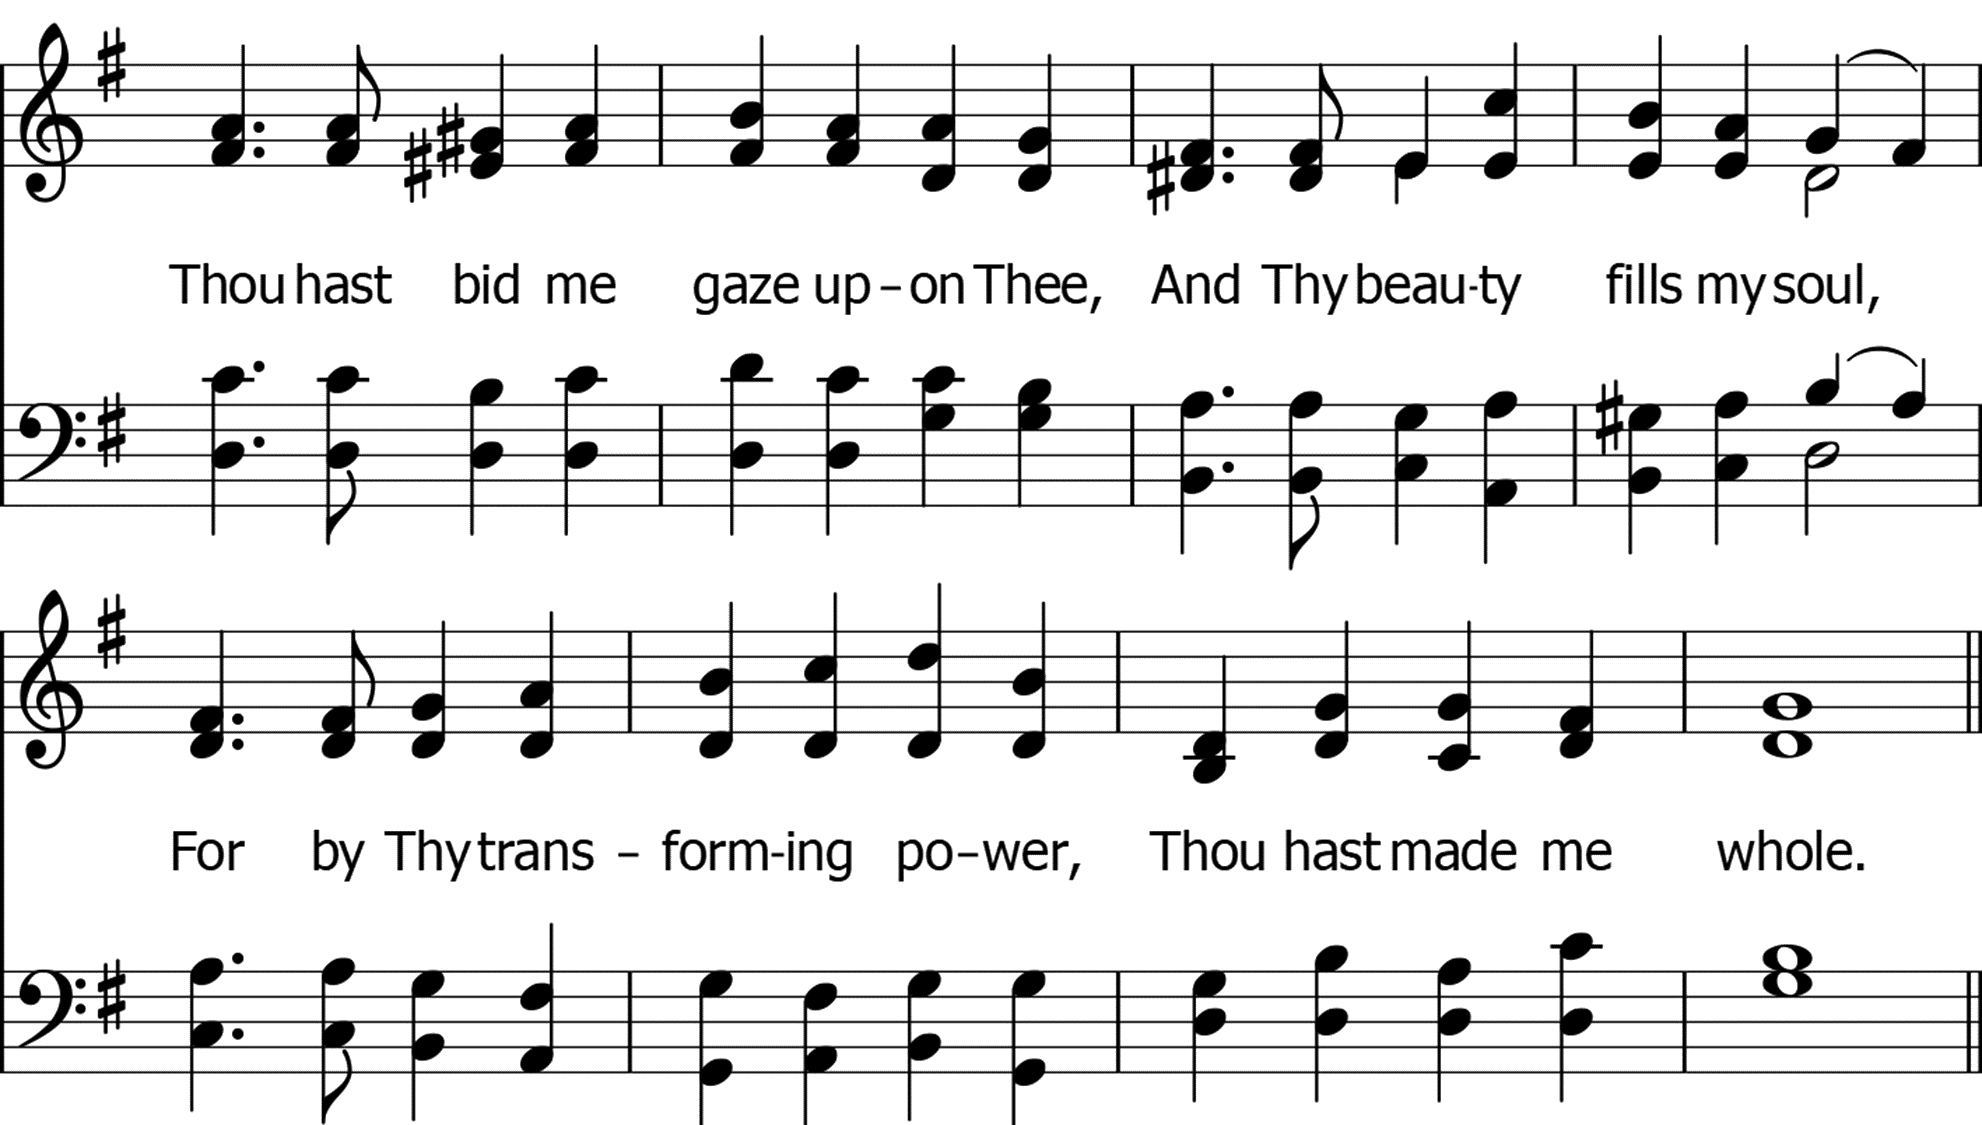 Thou hast bid me gaze up–on Thee, And Thy beau-ty fills my soul,
For by Thy trans – form-ing po–wer, Thou hast made me whole.